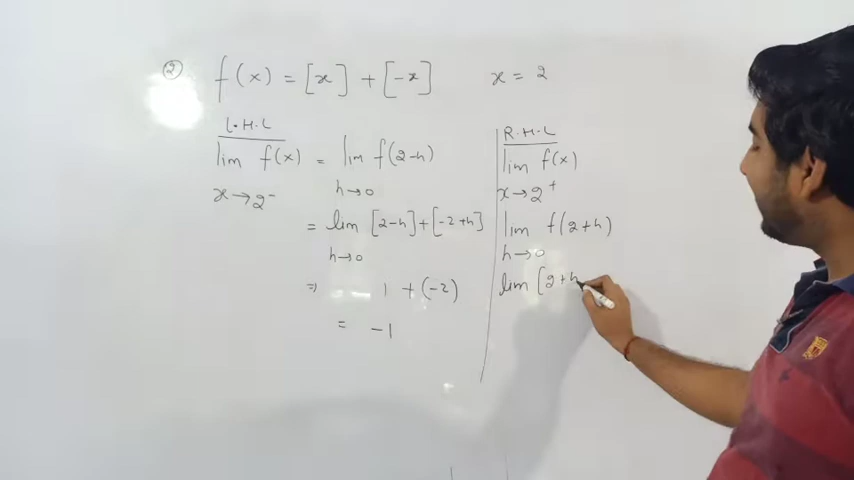 ② f(x) = [x] + [-x] x = 2
L.H.L
lim f(x) = lim f(2-h)
x→2⁻ h→0
= lim [2-h]+[-2+h]
h→0
⇒ 1 + (-2)
= -1
R.H.L
lim f(x)
x→2⁺
lim f(2+h)
h→0
lim [2+h